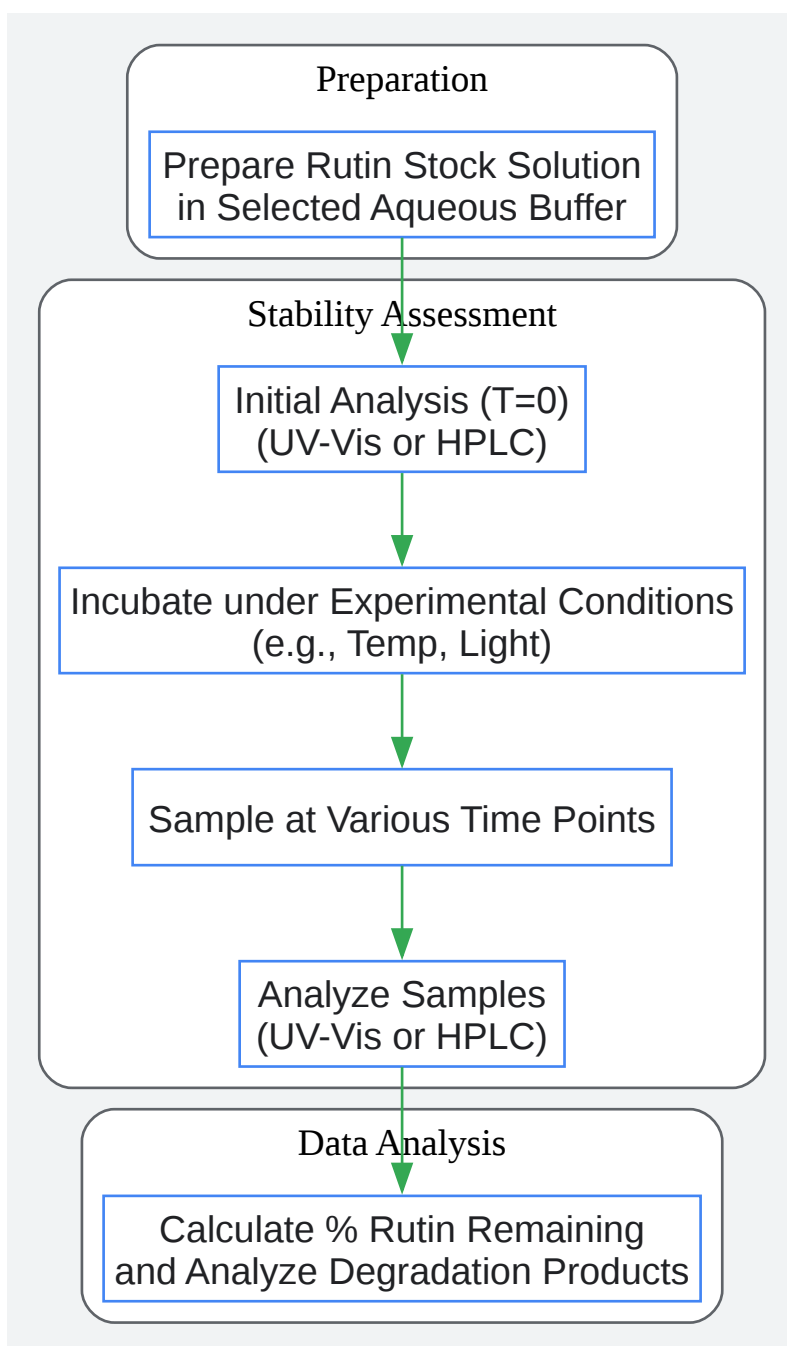 Preparation
Prepare Rutin Stock Solution
in Selected Aqueous Buffer
Stability Assessment
Initial Analysis (T=0)
(UV-Vis or HPLC)
Incubate under Experimental Conditions
(e.g., Temp, Light)
Sample at Various Time Points
Analyze Samples
(UV-Vis or HPLC)
Data Analysis
Calculate % Rutin Remaining
and Analyze Degradation Products